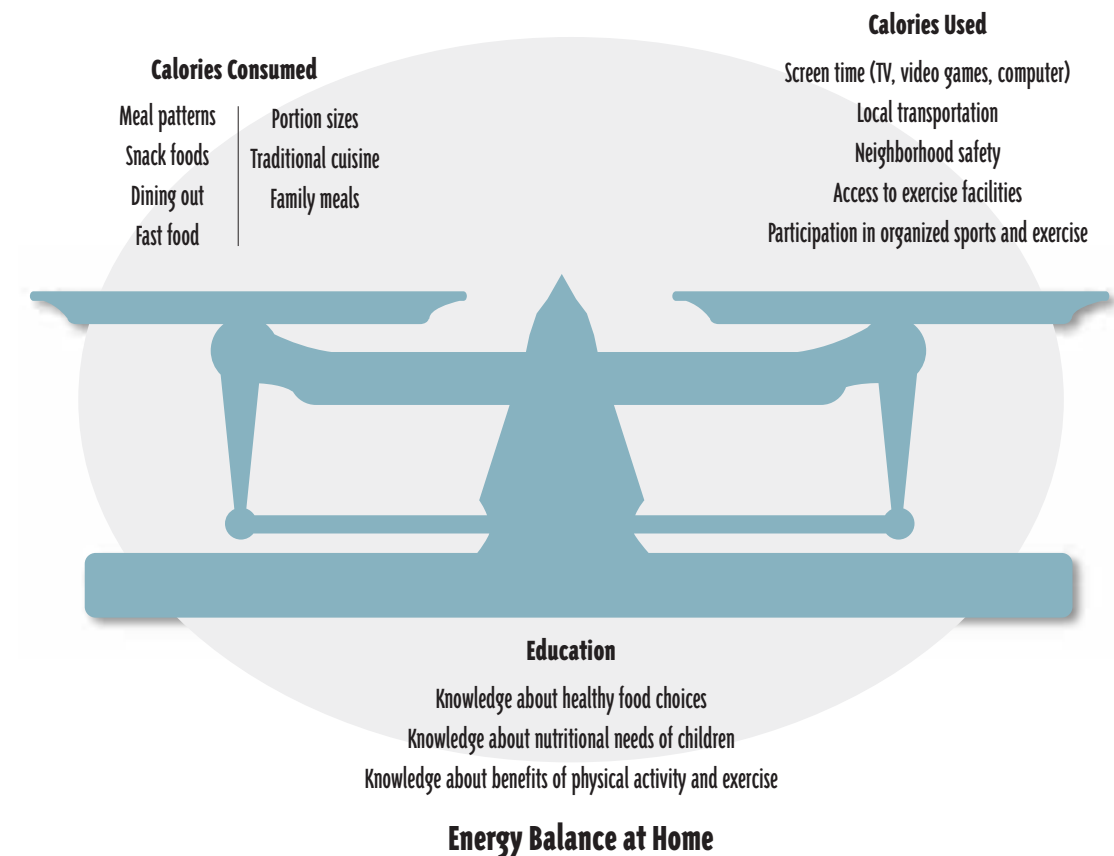 Calories Consumed
Meal patterns
Snack foods
Dining out
Fast food
Portion sizes
Traditional cuisine
Family meals
Calories Used
Screen time (TV, video games, computer)
Local transportation
Neighborhood safety
Access to exercise facilities
Participation in organized sports and exercise
Education
Knowledge about healthy food choices
Knowledge about nutritional needs of children
Knowledge about benefits of physical activity and exercise
Energy Balance at Home